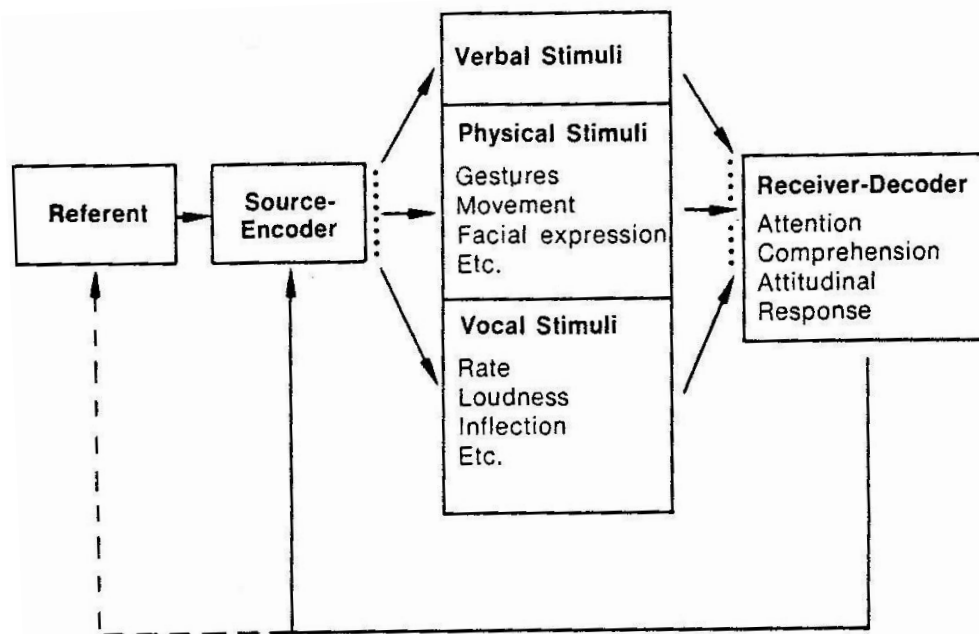 Referent
Source-
Encoder
Verbal Stimuli
Physical Stimuli
Gestures
Movement
Facial expression
Etc.
Vocal Stimuli
Rate
Loudness
Inflection
Etc.
Receiver-Decoder
Attention
Comprehension
Attitudinal
Response